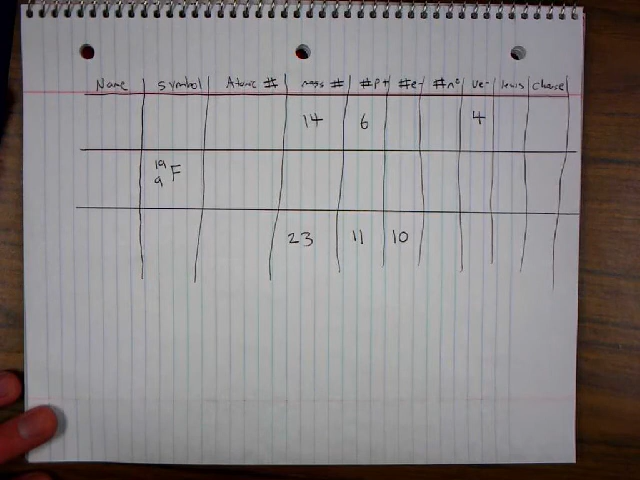 Name Symbol Atomic # mass # #p+ #e- #n° Ve- lewis Charge
14 6 4
19
9 F
23 11 10